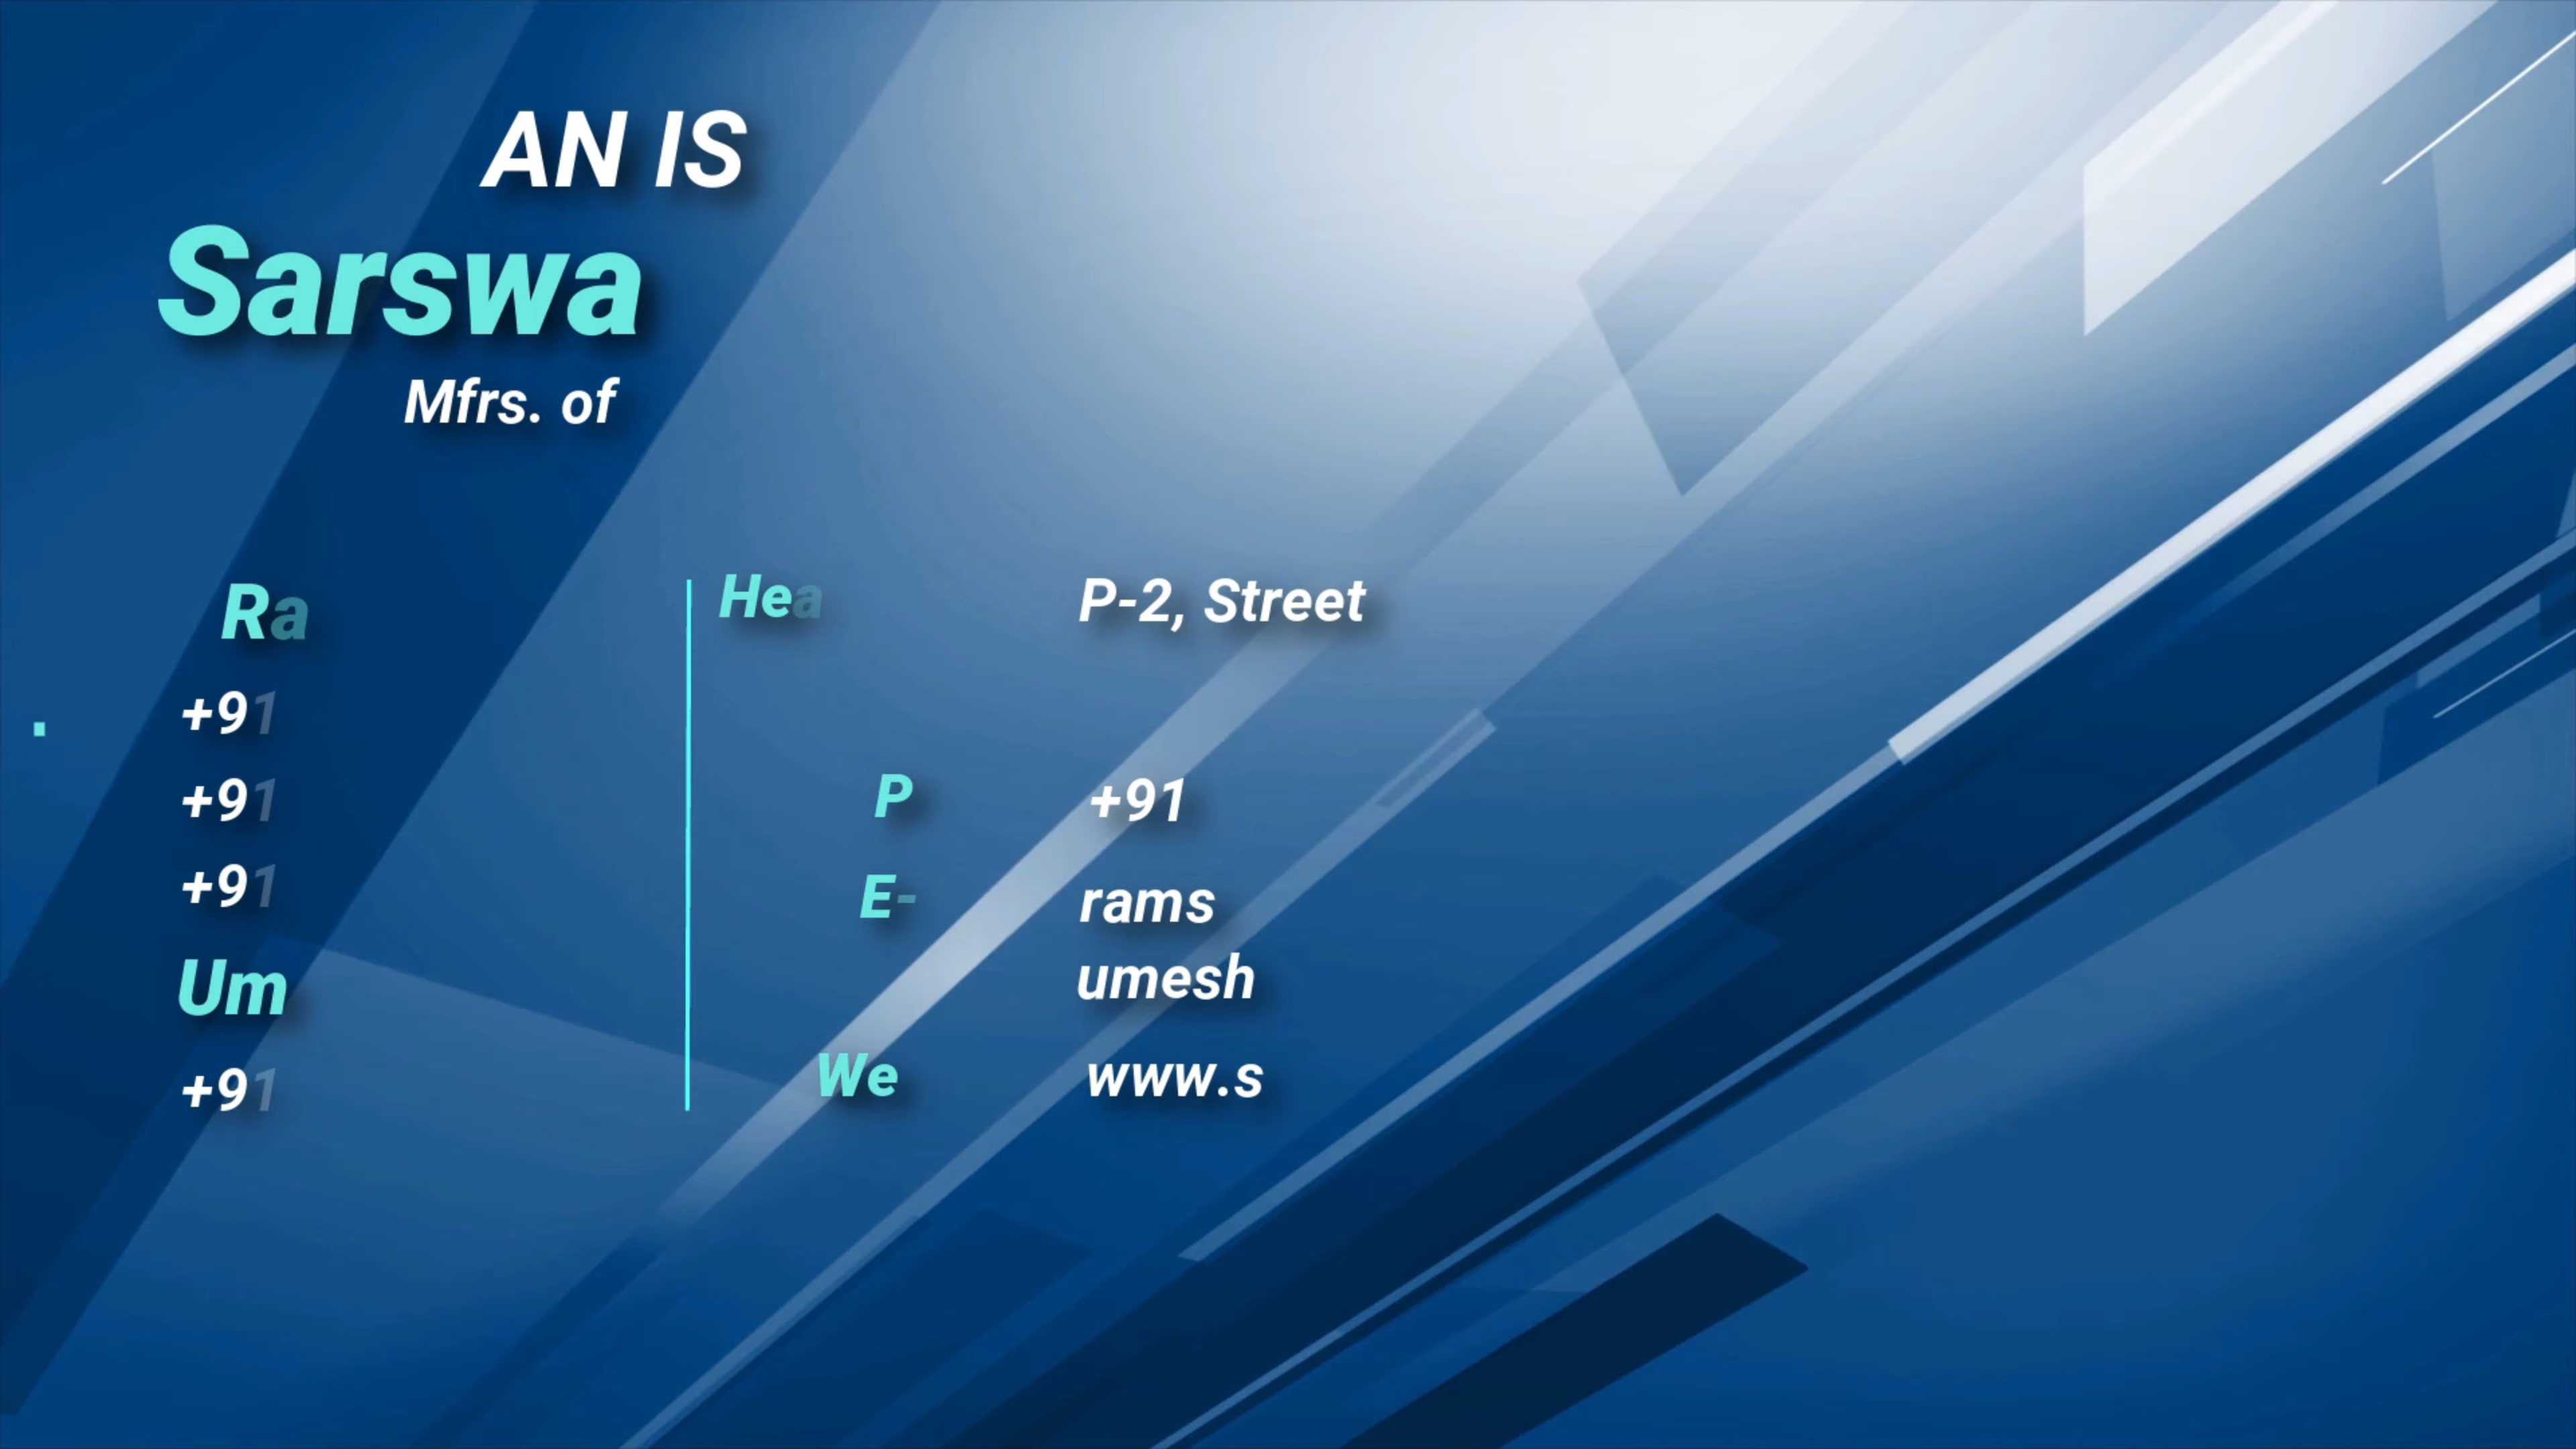 AN IS
Sarswa
Mfrs. of
Ra
+91
+91
+91
Um
+91
Hea P-2, Street
P +91
E- rams
umesh
We www.s